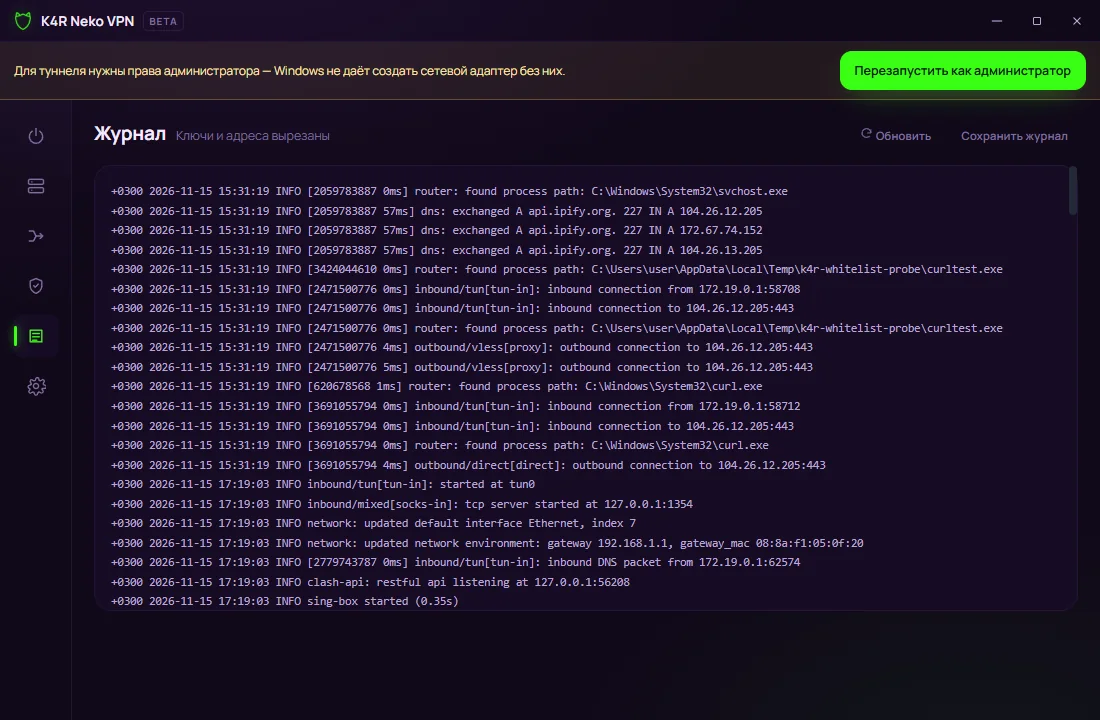 K4R Neko VPN BETA
Для туннеля нужны права администратора — Windows не даёт создать сетевой адаптер без них.
Перезапустить как администратор
Журнал Ключи и адреса вырезаны
Обновить
Сохранить журнал
+0300 2026-11-15 15:31:19 INFO [2059783887 0ms] router: found process path: C:\Windows\System32\svchost.exe
+0300 2026-11-15 15:31:19 INFO [2059783887 57ms] dns: exchanged A api.ipify.org. 227 IN A 104.26.12.205
+0300 2026-11-15 15:31:19 INFO [2059783887 57ms] dns: exchanged A api.ipify.org. 227 IN A 172.67.74.152
+0300 2026-11-15 15:31:19 INFO [2059783887 57ms] dns: exchanged A api.ipify.org. 227 IN A 104.26.13.205
+0300 2026-11-15 15:31:19 INFO [3424044610 0ms] router: found process path: C:\Users\user\AppData\Local\Temp\k4r-whitelist-probe\curltest.exe
+0300 2026-11-15 15:31:19 INFO [2471500776 0ms] inbound/tun[tun-in]: inbound connection from 172.19.0.1:58708
+0300 2026-11-15 15:31:19 INFO [2471500776 0ms] inbound/tun[tun-in]: inbound connection to 104.26.12.205:443
+0300 2026-11-15 15:31:19 INFO [2471500776 0ms] router: found process path: C:\Users\user\AppData\Local\Temp\k4r-whitelist-probe\curltest.exe
+0300 2026-11-15 15:31:19 INFO [2471500776 4ms] outbound/vless[proxy]: outbound connection to 104.26.12.205:443
+0300 2026-11-15 15:31:19 INFO [2471500776 5ms] outbound/vless[proxy]: outbound connection to 104.26.12.205:443
+0300 2026-11-15 15:31:19 INFO [620678568 1ms] router: found process path: C:\Windows\System32\curl.exe
+0300 2026-11-15 15:31:19 INFO [3691055794 0ms] inbound/tun[tun-in]: inbound connection from 172.19.0.1:58712
+0300 2026-11-15 15:31:19 INFO [3691055794 0ms] inbound/tun[tun-in]: inbound connection to 104.26.12.205:443
+0300 2026-11-15 15:31:19 INFO [3691055794 0ms] router: found process path: C:\Windows\System32\curl.exe
+0300 2026-11-15 15:31:19 INFO [3691055794 4ms] outbound/direct[direct]: outbound connection to 104.26.12.205:443
+0300 2026-11-15 17:19:03 INFO inbound/tun[tun-in]: started at tun0
+0300 2026-11-15 17:19:03 INFO inbound/mixed[socks-in]: tcp server started at 127.0.0.1:1354
+0300 2026-11-15 17:19:03 INFO network: updated default interface Ethernet, index 7
+0300 2026-11-15 17:19:03 INFO network: updated network environment: gateway 192.168.1.1, gateway_mac 08:8a:f1:05:0f:20
+0300 2026-11-15 17:19:03 INFO [2779743787 0ms] inbound/tun[tun-in]: inbound DNS packet from 172.19.0.1:62574
+0300 2026-11-15 17:19:03 INFO clash-api: restful api listening at 127.0.0.1:56208
+0300 2026-11-15 17:19:03 INFO sing-box started (0.35s)